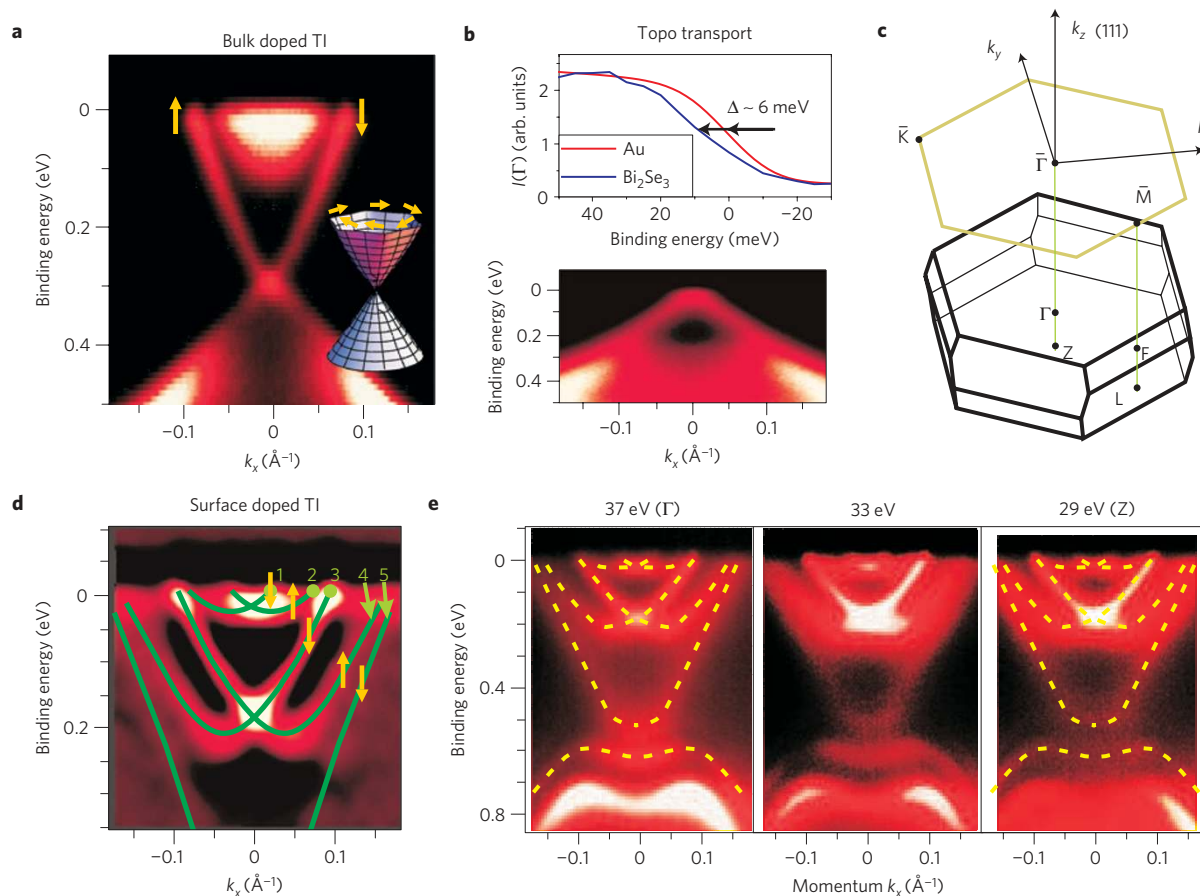 a
Bulk doped TI
0
0.2
0.4
Binding energy (eV)
−0.1
0
0.1
kₓ (Å⁻¹)
b
Topo transport
2
1
0
I(Γ) (arb. units)
Δ ~ 6 meV
Au
Bi₂Se₃
40
20
0
−20
Binding energy (meV)
0
0.2
0.4
Binding energy (eV)
−0.1
0
0.1
kₓ (Å⁻¹)
c
k_z (111)
k_y
K̄
Γ̄
M̄
Γ
Z
F
L
d
Surface doped TI
1 2 3 4 5
0
0.2
Binding energy (eV)
−0.1
0
0.1
kₓ (Å⁻¹)
e
37 eV (Γ)
33 eV
29 eV (Z)
0
0.4
0.8
Binding energy (eV)
−0.1 0 0.1
−0.1 0 0.1
−0.1 0 0.1
Momentum kₓ (Å⁻¹)